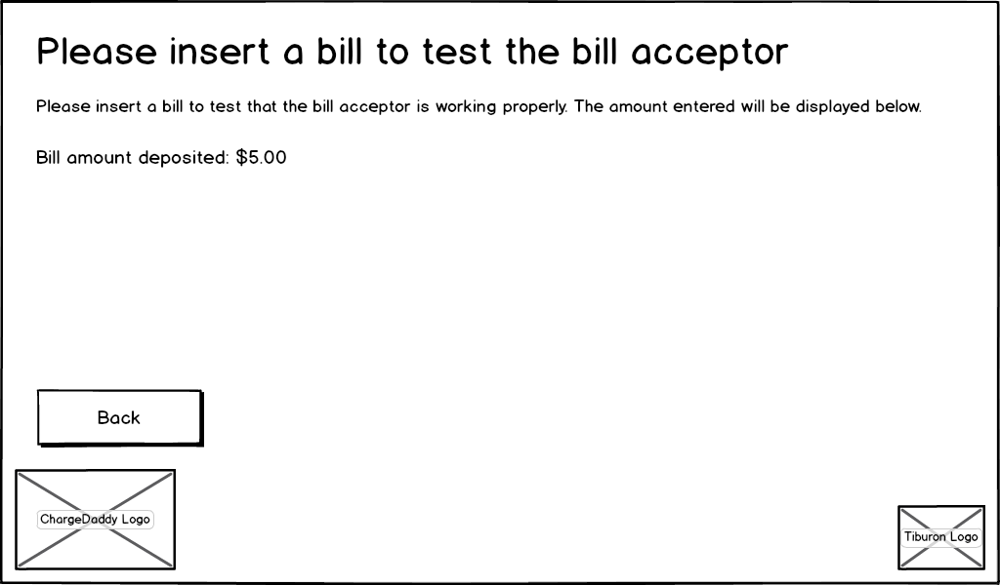 Please insert a bill to test the bill acceptor
Please insert a bill to test that the bill acceptor is working properly. The amount entered will be displayed below.
Bill amount deposited: $5.00
Back
ChargeDaddy Logo
Tiburon Logo